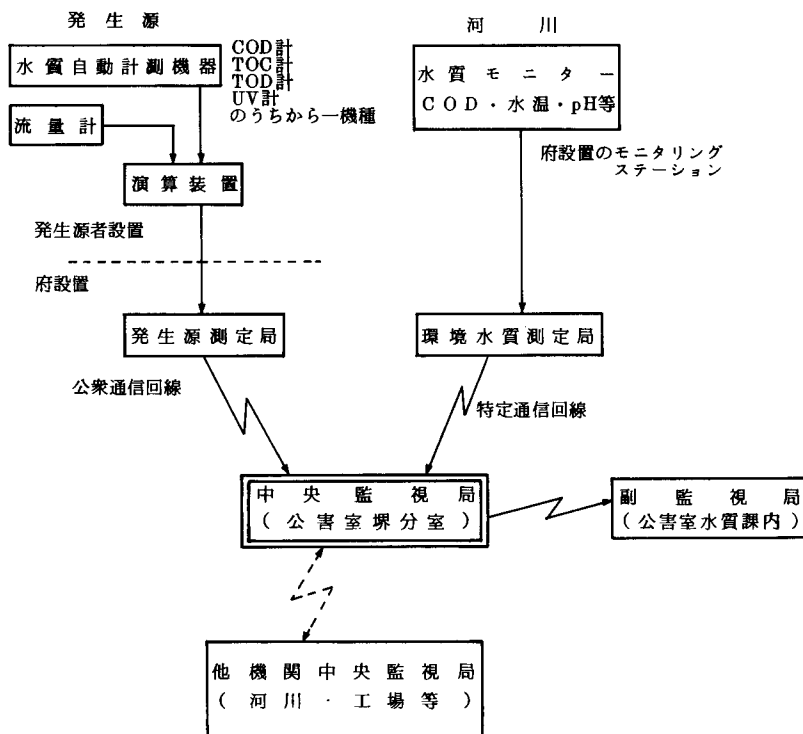 発生源
水質自動計測機器
COD計
TOC計
TOD計
UV計
のうちから一機種
流量計
演算装置
発生源者設置
府設置
発生源測定局
公衆通信回線
河川
水質モニター
COD・水温・pH等
府設置のモニタリング
ステーション
環境水質測定局
特定通信回線
中央監視局
(公害室堺分室)
副監視局
(公害室水質課内)
他機関中央監視局
(河川・工場等)